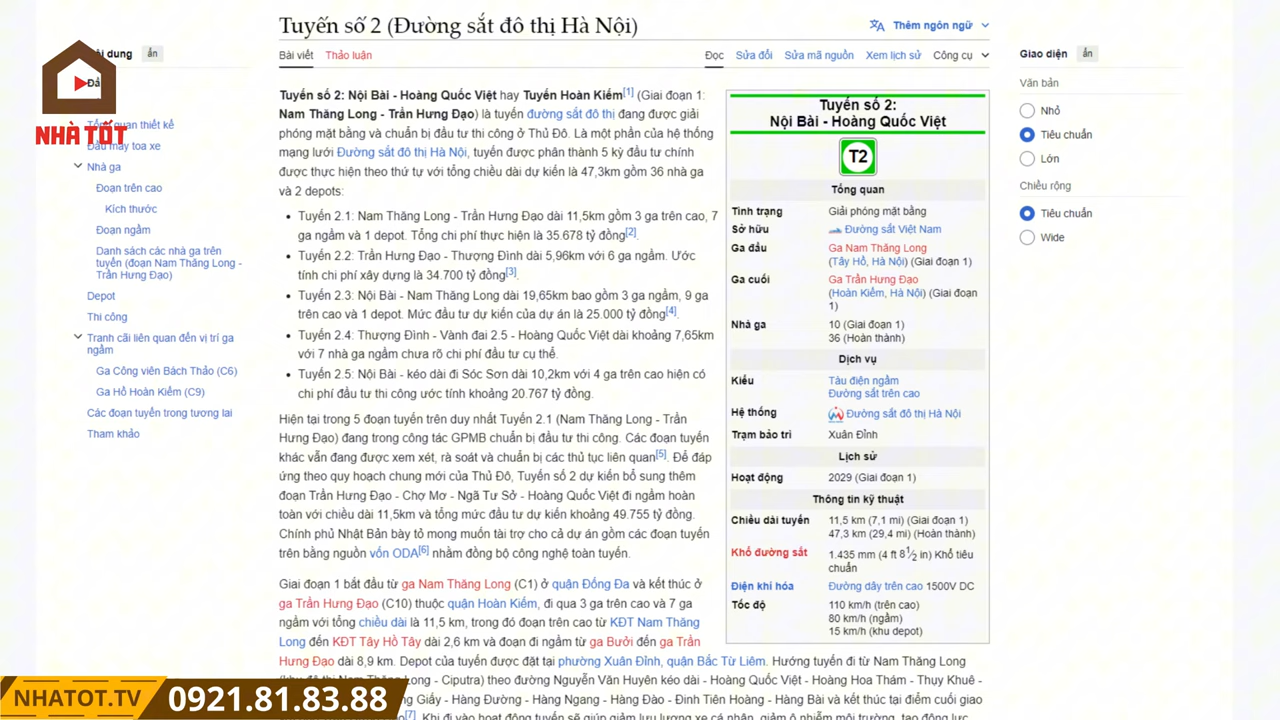 Tuyến số 2 (Đường sắt đô thị Hà Nội)
Thêm ngôn ngữ
dung ẩn
NHÀ TỐT
Tổng quan thiết kế
Đầu máy toa xe
Nhà ga
Đoạn trên cao
Kích thước
Đoạn ngầm
Danh sách các nhà ga trên
tuyến (đoạn Nam Thăng Long -
Trần Hưng Đạo)
Depot
Thi công
Tranh cãi liên quan đến vị trí ga
ngầm
Ga Công viên Bách Thảo (C6)
Ga Hồ Hoàn Kiếm (C9)
Các đoạn tuyến trong tương lai
Tham khảo
Bài viết Thảo luận
Đọc Sửa đổi Sửa mã nguồn Xem lịch sử Công cụ
Tuyến số 2: Nội Bài - Hoàng Quốc Việt hay Tuyến Hoàn Kiếm[1] (Giai đoạn 1:
Nam Thăng Long - Trần Hưng Đạo) là tuyến đường sắt đô thị đang được giải
phóng mặt bằng và chuẩn bị đầu tư thi công ở Thủ Đô. Là một phần của hệ thống
mạng lưới Đường sắt đô thị Hà Nội, tuyến được phân thành 5 kỳ đầu tư chính
được thực hiện theo thứ tự với tổng chiều dài dự kiến là 47,3km gồm 36 nhà ga
và 2 depots:
• Tuyến 2.1: Nam Thăng Long - Trần Hưng Đạo dài 11,5km gồm 3 ga trên cao, 7
ga ngầm và 1 depot. Tổng chi phí thực hiện là 35.678 tỷ đồng[2].
• Tuyến 2.2: Trần Hưng Đạo - Thượng Đình dài 5,96km với 6 ga ngầm. Ước
tính chi phí xây dựng là 34.700 tỷ đồng[3].
• Tuyến 2.3: Nội Bài - Nam Thăng Long dài 19,65km bao gồm 3 ga ngầm, 9 ga
trên cao và 1 depot. Mức đầu tư dự kiến của dự án là 25.000 tỷ đồng[4].
• Tuyến 2.4: Thượng Đình - Vành đai 2.5 - Hoàng Quốc Việt dài khoảng 7,65km
với 7 nhà ga ngầm chưa rõ chi phí đầu tư cụ thể.
• Tuyến 2.5: Nội Bài - kéo dài đi Sóc Sơn dài 10,2km với 4 ga trên cao hiện có
chi phí đầu tư thi công ước tính khoảng 20.767 tỷ đồng.
Hiện tại trong 5 đoạn tuyến trên duy nhất Tuyến 2.1 (Nam Thăng Long - Trần
Hưng Đạo) đang trong công tác GPMB chuẩn bị đầu tư thi công. Các đoạn tuyến
khác vẫn đang được xem xét, rà soát và chuẩn bị các thủ tục liên quan[5]. Để đáp
ứng theo quy hoạch chung mới của Thủ Đô, Tuyến số 2 dự kiến bổ sung thêm
đoạn Trần Hưng Đạo - Chợ Mơ - Ngã Tư Sở - Hoàng Quốc Việt đi ngầm hoàn
toàn với chiều dài 11,5km và tổng mức đầu tư dự kiến khoảng 49.755 tỷ đồng.
Chính phủ Nhật Bản bày tỏ mong muốn tài trợ cho cả dự án gồm các đoạn tuyến
trên bằng nguồn vốn ODA[6] nhằm đồng bộ công nghệ toàn tuyến.
Giai đoạn 1 bắt đầu từ ga Nam Thăng Long (C1) ở quận Đống Đa và kết thúc ở
ga Trần Hưng Đạo (C10) thuộc quận Hoàn Kiếm, đi qua 3 ga trên cao và 7 ga
ngầm với tổng chiều dài là 11,5 km, trong đó đoạn trên cao từ KĐT Nam Thăng
Long đến KĐT Tây Hồ Tây dài 2,6 km và đoạn đi ngầm từ ga Bưởi đến ga Trần
Hưng Đạo dài 8,9 km. Depot của tuyến được đặt tại phường Xuân Đỉnh, quận Bắc Từ Liêm. Hướng tuyến đi từ Nam Thăng Long
- Ciputra) theo đường Nguyễn Văn Huyên kéo dài - Hoàng Quốc Việt - Hoàng Hoa Thám - Thụy Khuê -
Giấy - Hàng Đường - Hàng Ngang - Hàng Đào - Đinh Tiên Hoàng - Hàng Bài và kết thúc tại điểm cuối giao
[7]. Khi đi vào hoạt động tuyến sẽ giúp giảm lưu lượng xe cá nhân, giảm ô nhiễm môi trường, tạo động lực
Tuyến số 2:
Nội Bài - Hoàng Quốc Việt
T2
Tổng quan
Tình trạng Giải phóng mặt bằng
Sở hữu Đường sắt Việt Nam
Ga đầu Ga Nam Thăng Long
(Tây Hồ, Hà Nội) (Giai đoạn 1)
Ga cuối Ga Trần Hưng Đạo
(Hoàn Kiếm, Hà Nội) (Giai đoạn
1)
Nhà ga 10 (Giai đoạn 1)
36 (Hoàn thành)
Dịch vụ
Kiểu Tàu điện ngầm
Đường sắt trên cao
Hệ thống Đường sắt đô thị Hà Nội
Trạm bảo trì Xuân Đỉnh
Lịch sử
Hoạt động 2029 (Giai đoạn 1)
Thông tin kỹ thuật
Chiều dài tuyến 11,5 km (7,1 mi) (Giai đoạn 1)
47,3 km (29,4 mi) (Hoàn thành)
Khổ đường sắt 1.435 mm (4 ft 8 1⁄2 in) Khổ tiêu
chuẩn
Điện khí hóa Đường dây trên cao 1500V DC
Tốc độ 110 km/h (trên cao)
80 km/h (ngầm)
15 km/h (khu depot)
Giao diện ẩn
Văn bản
Nhỏ
Tiêu chuẩn
Lớn
Chiều rộng
Tiêu chuẩn
Wide
NHATOT.TV 0921.81.83.88